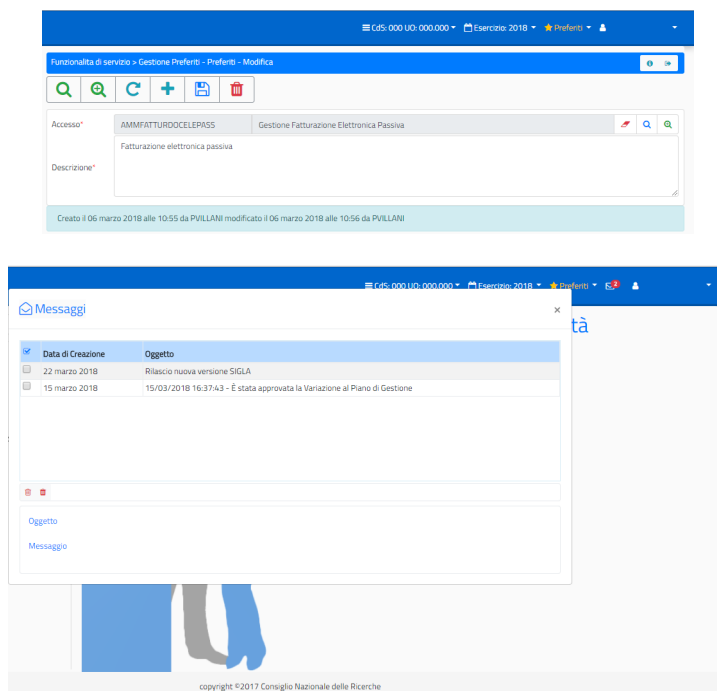 CdS: 000 UO: 000.000 Esercizio: 2018 Preferiti
Funzionalita di servizio > Gestione Preferiti - Preferiti - Modifica
Accesso* AMMFATTURDOCELEPASS Gestione Fatturazione Elettronica Passiva
Fatturazione elettronica passiva
Descrizione*
Creato il 06 marzo 2018 alle 10:55 da PVILLANI modificato il 06 marzo 2018 alle 10:56 da PVILLANI
CdS: 000 UO: 000.000 Esercizio: 2018 Preferiti 2
Messaggi ×
tà
Data di Creazione Oggetto
22 marzo 2018 Rilascio nuova versione SIGLA
15 marzo 2018 15/03/2018 16:37:43 - È stata approvata la Variazione al Piano di Gestione
Oggetto
Messaggio
copyright ©2017 Consiglio Nazionale delle Ricerche